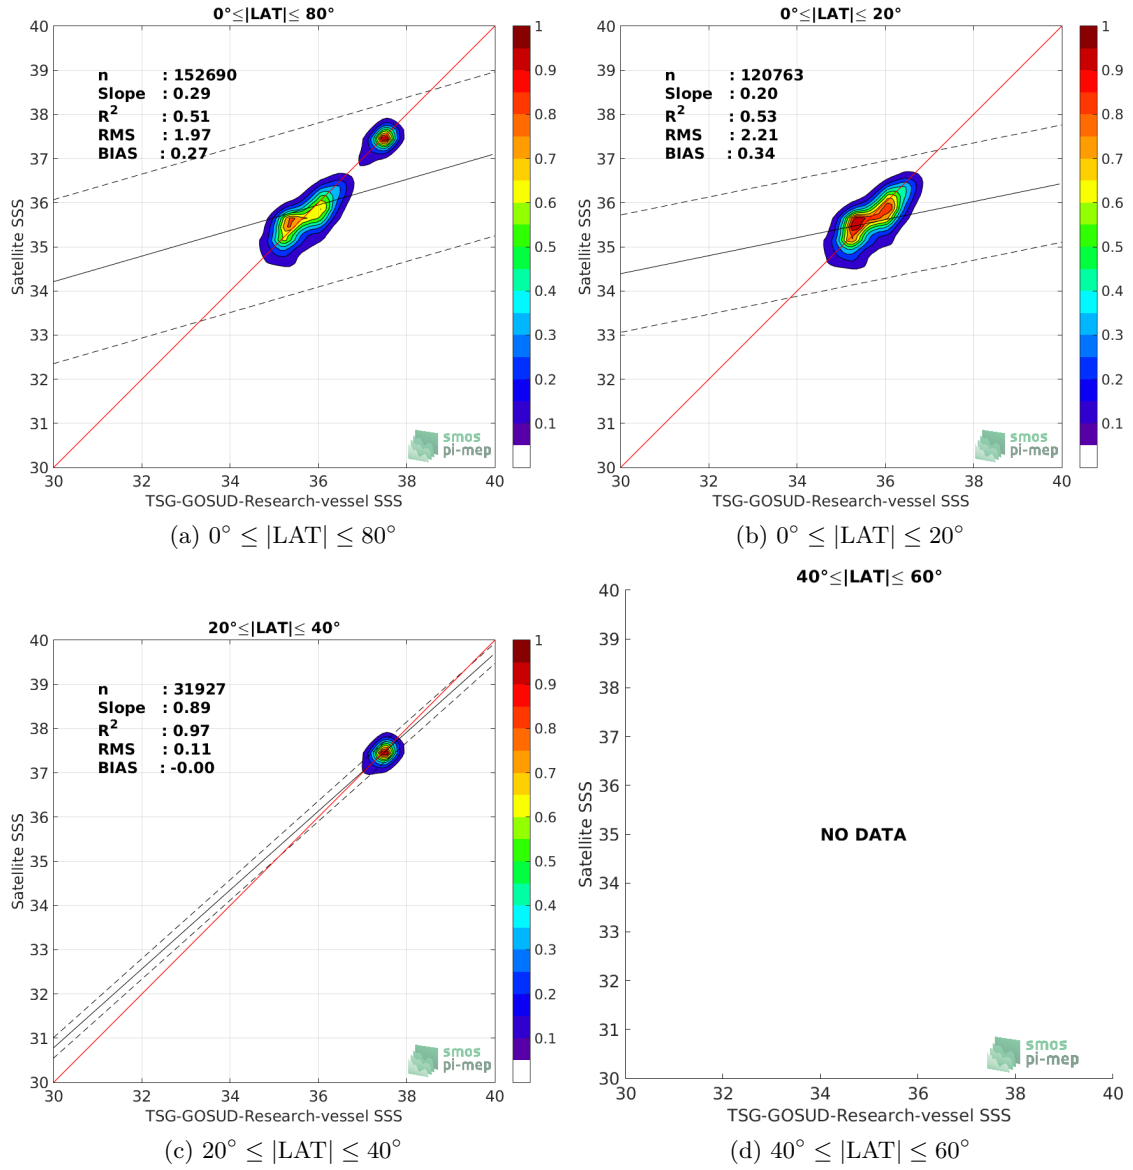 0°≤|LAT|≤ 80°
40
39
38
37
36
35
34
33
32
31
30
Satellite SSS
n : 152690
Slope : 0.29
R² : 0.51
RMS : 1.97
BIAS : 0.27
smos
pi-mep
30 32 34 36 38 40
TSG-GOSUD-Research-vessel SSS
1
0.9
0.8
0.7
0.6
0.5
0.4
0.3
0.2
0.1
(a) 0° ≤ |LAT| ≤ 80°
0°≤|LAT|≤ 20°
40
39
38
37
36
35
34
33
32
31
30
Satellite SSS
n : 120763
Slope : 0.20
R² : 0.53
RMS : 2.21
BIAS : 0.34
smos
pi-mep
30 32 34 36 38 40
TSG-GOSUD-Research-vessel SSS
1
0.9
0.8
0.7
0.6
0.5
0.4
0.3
0.2
0.1
(b) 0° ≤ |LAT| ≤ 20°
20°≤|LAT|≤ 40°
40
39
38
37
36
35
34
33
32
31
30
Satellite SSS
n : 31927
Slope : 0.89
R² : 0.97
RMS : 0.11
BIAS : -0.00
smos
pi-mep
30 32 34 36 38 40
TSG-GOSUD-Research-vessel SSS
1
0.9
0.8
0.7
0.6
0.5
0.4
0.3
0.2
0.1
(c) 20° ≤ |LAT| ≤ 40°
40°≤|LAT|≤ 60°
40
39
38
37
36
35
34
33
32
31
30
Satellite SSS
NO DATA
smos
pi-mep
30 32 34 36 38 40
TSG-GOSUD-Research-vessel SSS
(d) 40° ≤ |LAT| ≤ 60°